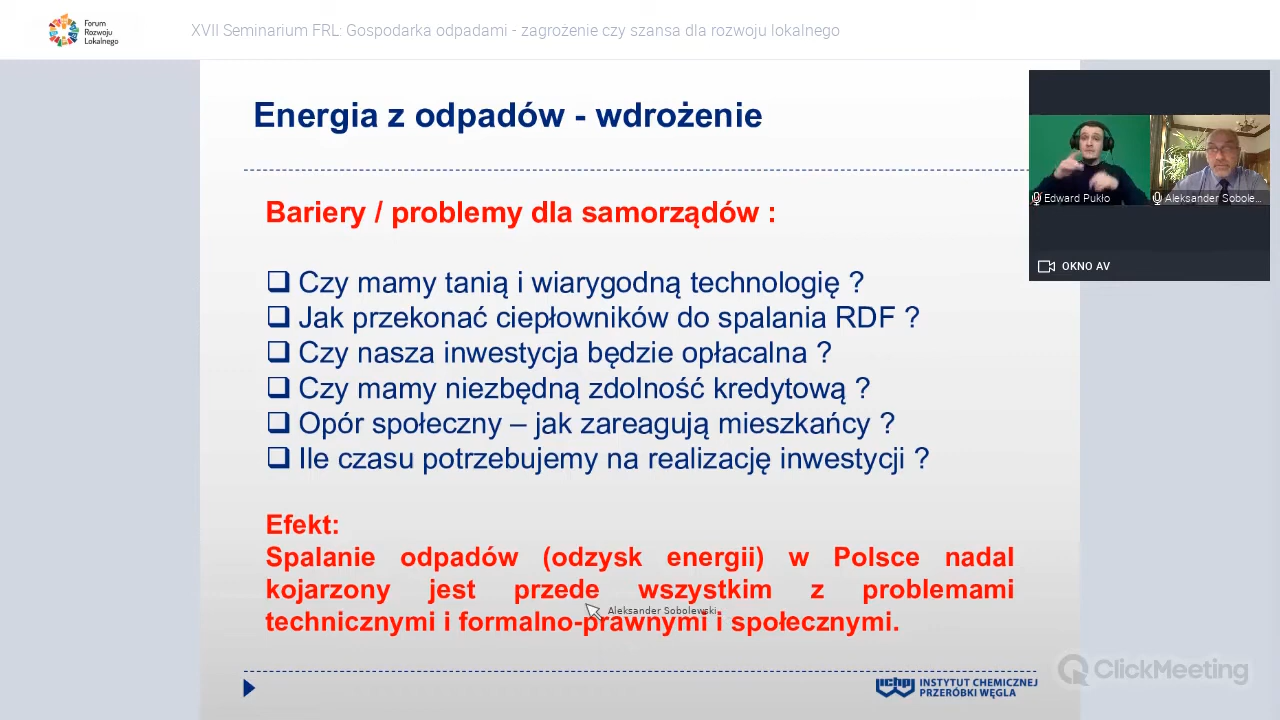 Forum
Rozwoju
Lokalnego
XVII Seminarium FRL: Gospodarka odpadami - zagrożenie czy szansa dla rozwoju lokalnego
Energia z odpadów - wdrożenie
Bariery / problemy dla samorządów :
Czy mamy tanią i wiarygodną technologię ?
Jak przekonać ciepłowników do spalania RDF ?
Czy nasza inwestycja będzie opłacalna ?
Czy mamy niezbędną zdolność kredytową ?
Opór społeczny – jak zareagują mieszkańcy ?
Ile czasu potrzebujemy na realizację inwestycji ?
Efekt:
Spalanie odpadów (odzysk energii) w Polsce nadal
kojarzony jest przede wszystkim z problemami
technicznymi i formalno-prawnymi i społecznymi.
Aleksander Sobolewski
Edward Pukło
Aleksander Sobole...
OKNO AV
ichpw INSTYTUT CHEMICZNEJ
PRZERÓBKI WĘGLA
ClickMeeting